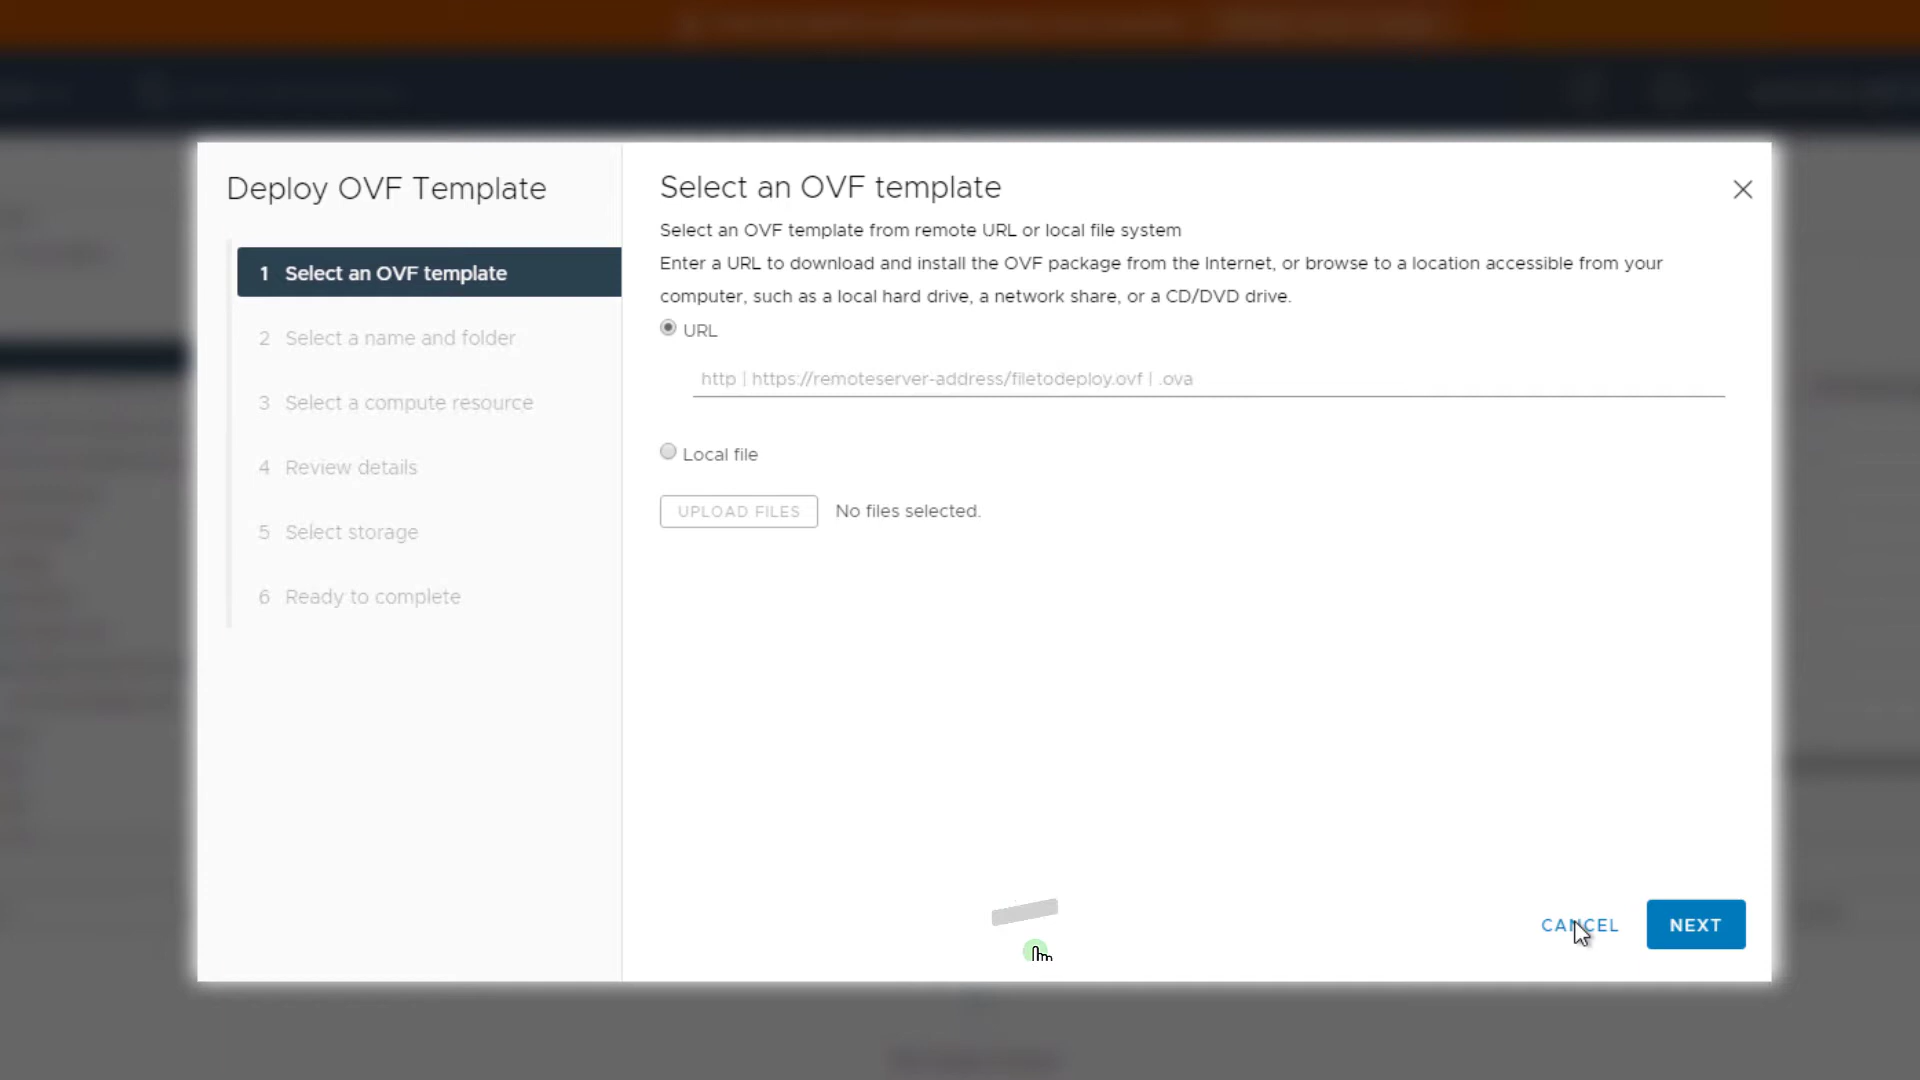 Deploy OVF Template
1 Select an OVF template
2 Select a name and folder
3 Select a compute resource
4 Review details
5 Select storage
6 Ready to complete
Select an OVF template
Select an OVF template from remote URL or local file system
Enter a URL to download and install the OVF package from the Internet, or browse to a location accessible from your
computer, such as a local hard drive, a network share, or a CD/DVD drive.
URL
http | https://remoteserver-address/filetodeploy.ovf | .ova
Local file
UPLOAD FILES No files selected.
CANCEL NEXT